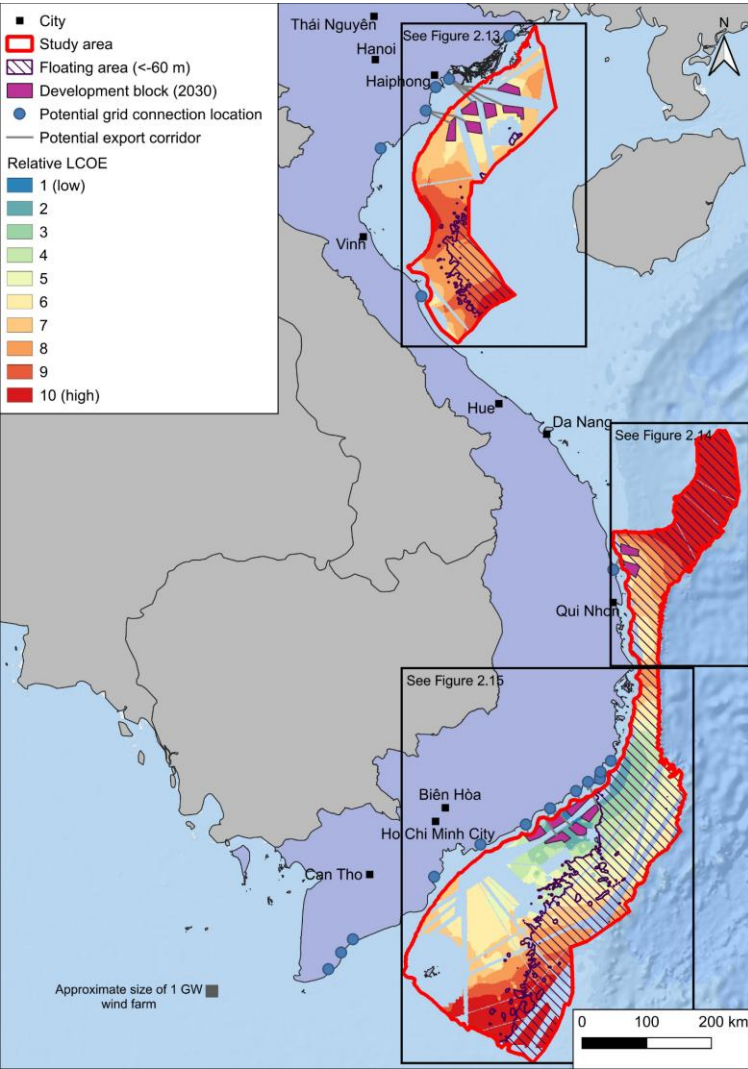 City
Study area
Floating area (<-60 m)
Development block (2030)
Potential grid connection location
Potential export corridor
Relative LCOE
1 (low)
2
3
4
5
6
7
8
9
10 (high)
Thái Nguyên
Hanoi
Haiphong
See Figure 2.13
N
Vinh
Hue
Da Nang
See Figure 2.14
Qui Nhon
See Figure 2.15
Biên Hòa
Ho Chi Minh City
Can Tho
Approximate size of 1 GW
wind farm
0 100 200 km